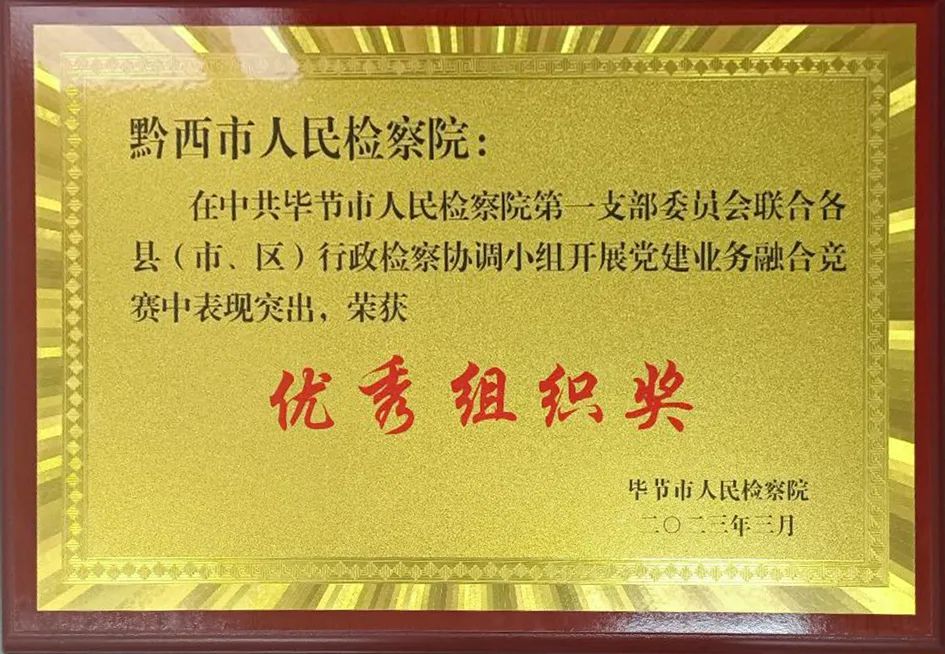 黔西市人民检察院：
在中共毕节市人民检察院第一支部委员会联合各
县（市、区）行政检察协调小组开展党建业务融合竞
赛中表现突出，荣获
优秀组织奖
毕节市人民检察院
二〇二三年三月